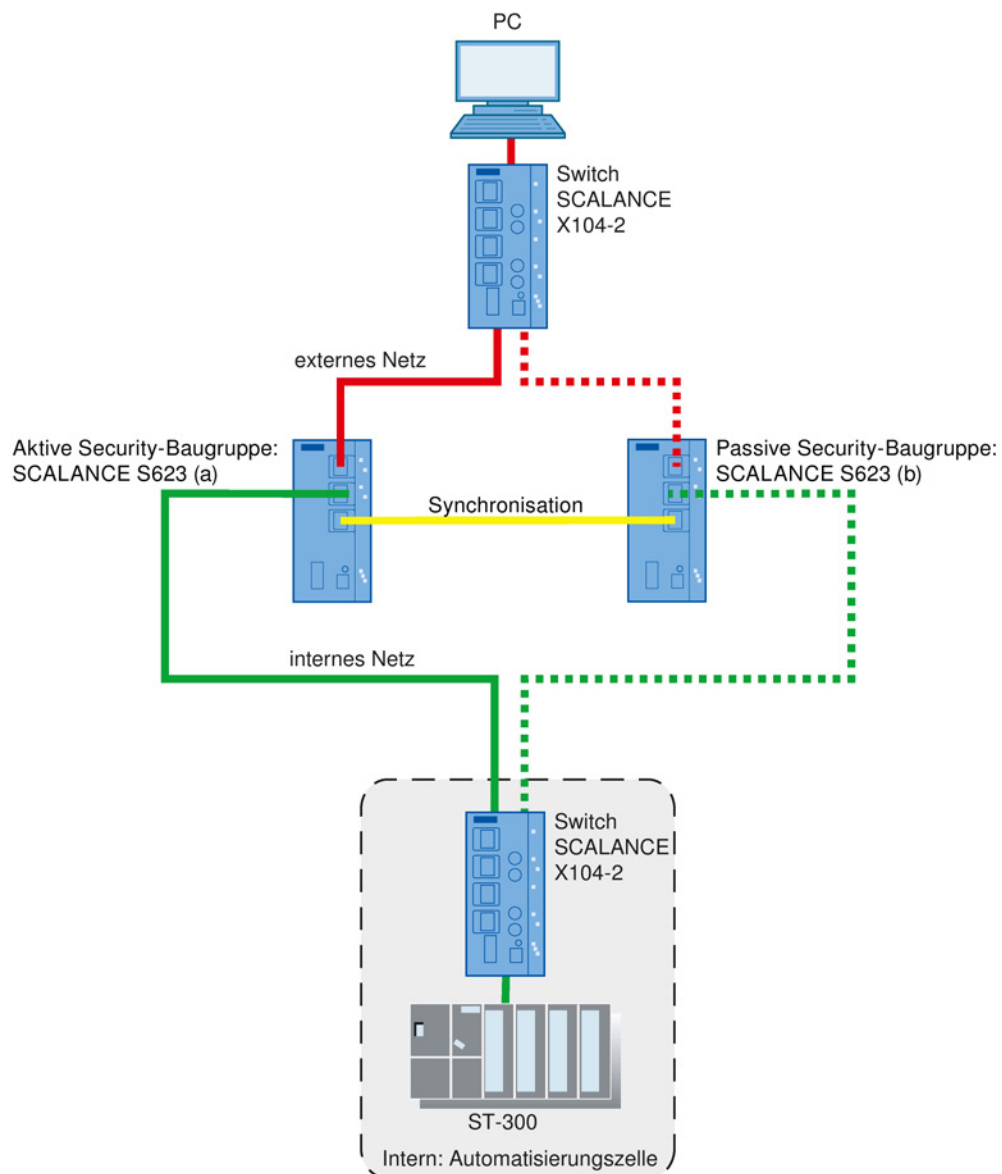 PC
Switch
SCALANCE
X104-2
externes Netz
Aktive Security-Baugruppe:
SCALANCE S623 (a)
Passive Security-Baugruppe:
SCALANCE S623 (b)
Synchronisation
internes Netz
Switch
SCALANCE
X104-2
ST-300
Intern: Automatisierungszelle